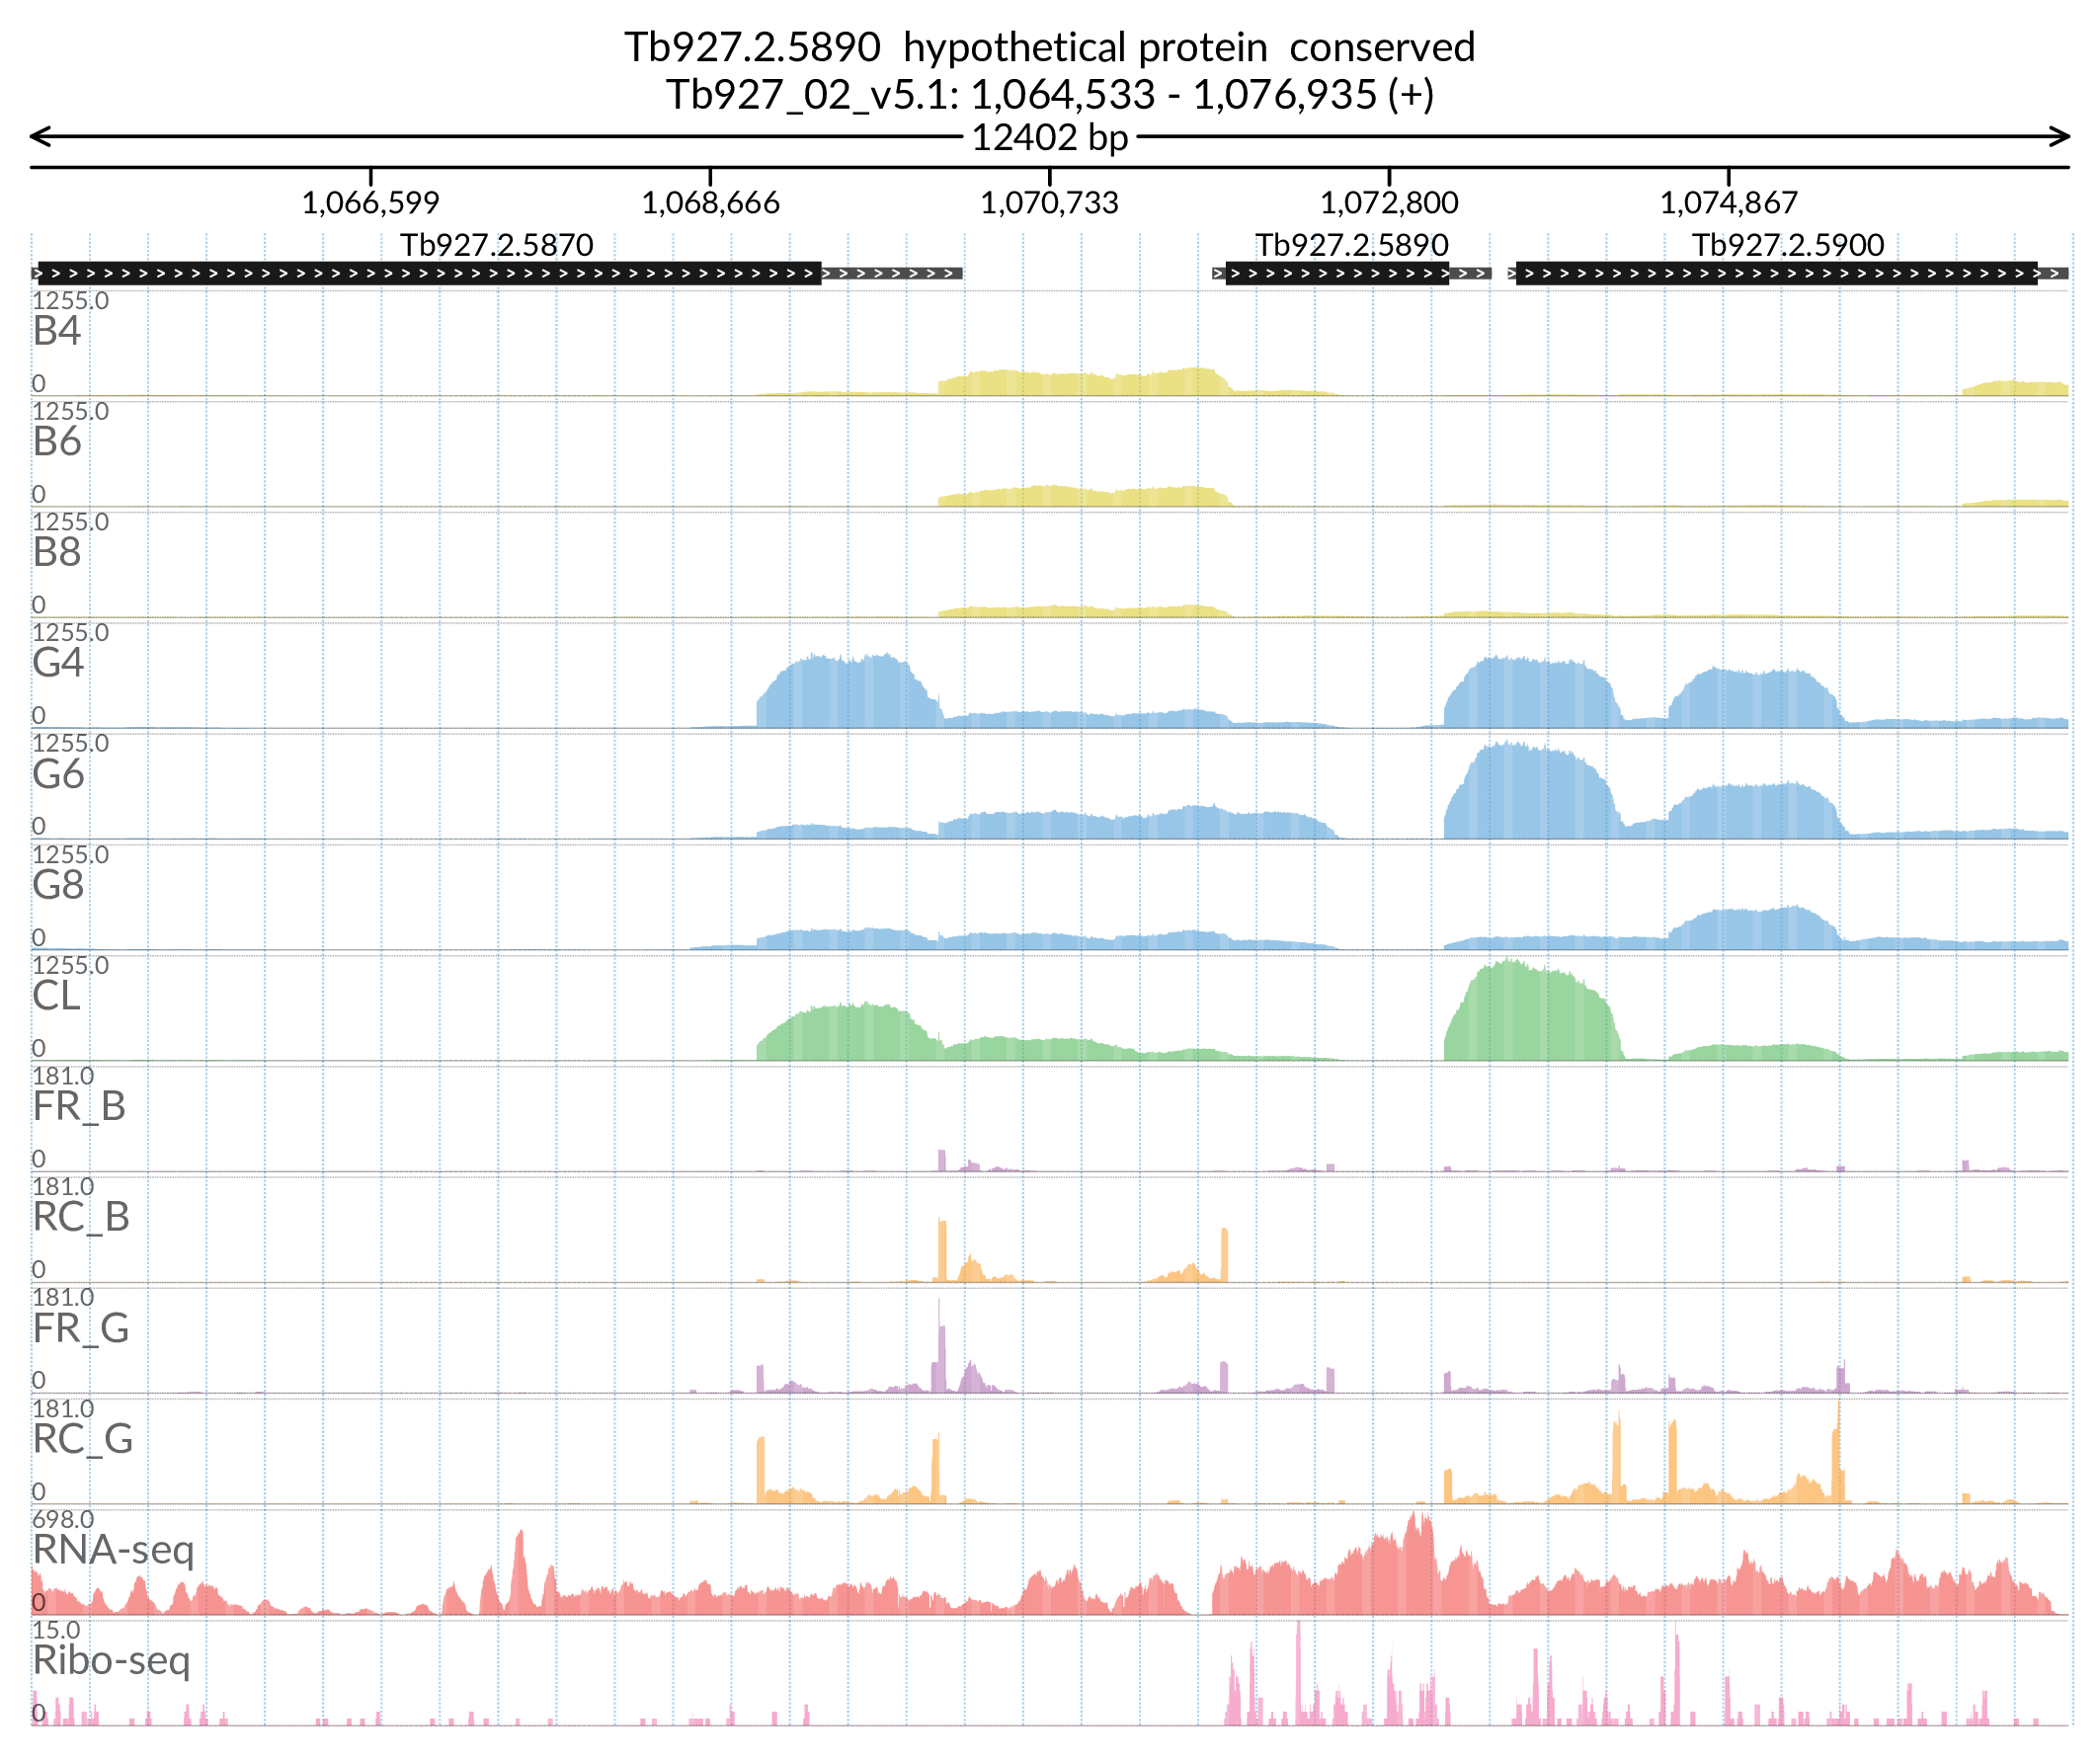 Tb927.2.5890  hypothetical protein  conserved
Tb927_02_v5.1: 1,064,533 - 1,076,935 (+)
12402 bp
1,066,599 1,068,666 1,070,733 1,072,800 1,074,867
Tb927.2.5870 Tb927.2.5890 Tb927.2.5900
1255.0
B4
0
1255.0
B6
0
1255.0
B8
0
1255.0
G4
0
1255.0
G6
0
1255.0
G8
0
1255.0
CL
0
181.0
FR_B
0
181.0
RC_B
0
181.0
FR_G
0
181.0
RC_G
0
698.0
RNA-seq
0
15.0
Ribo-seq
0